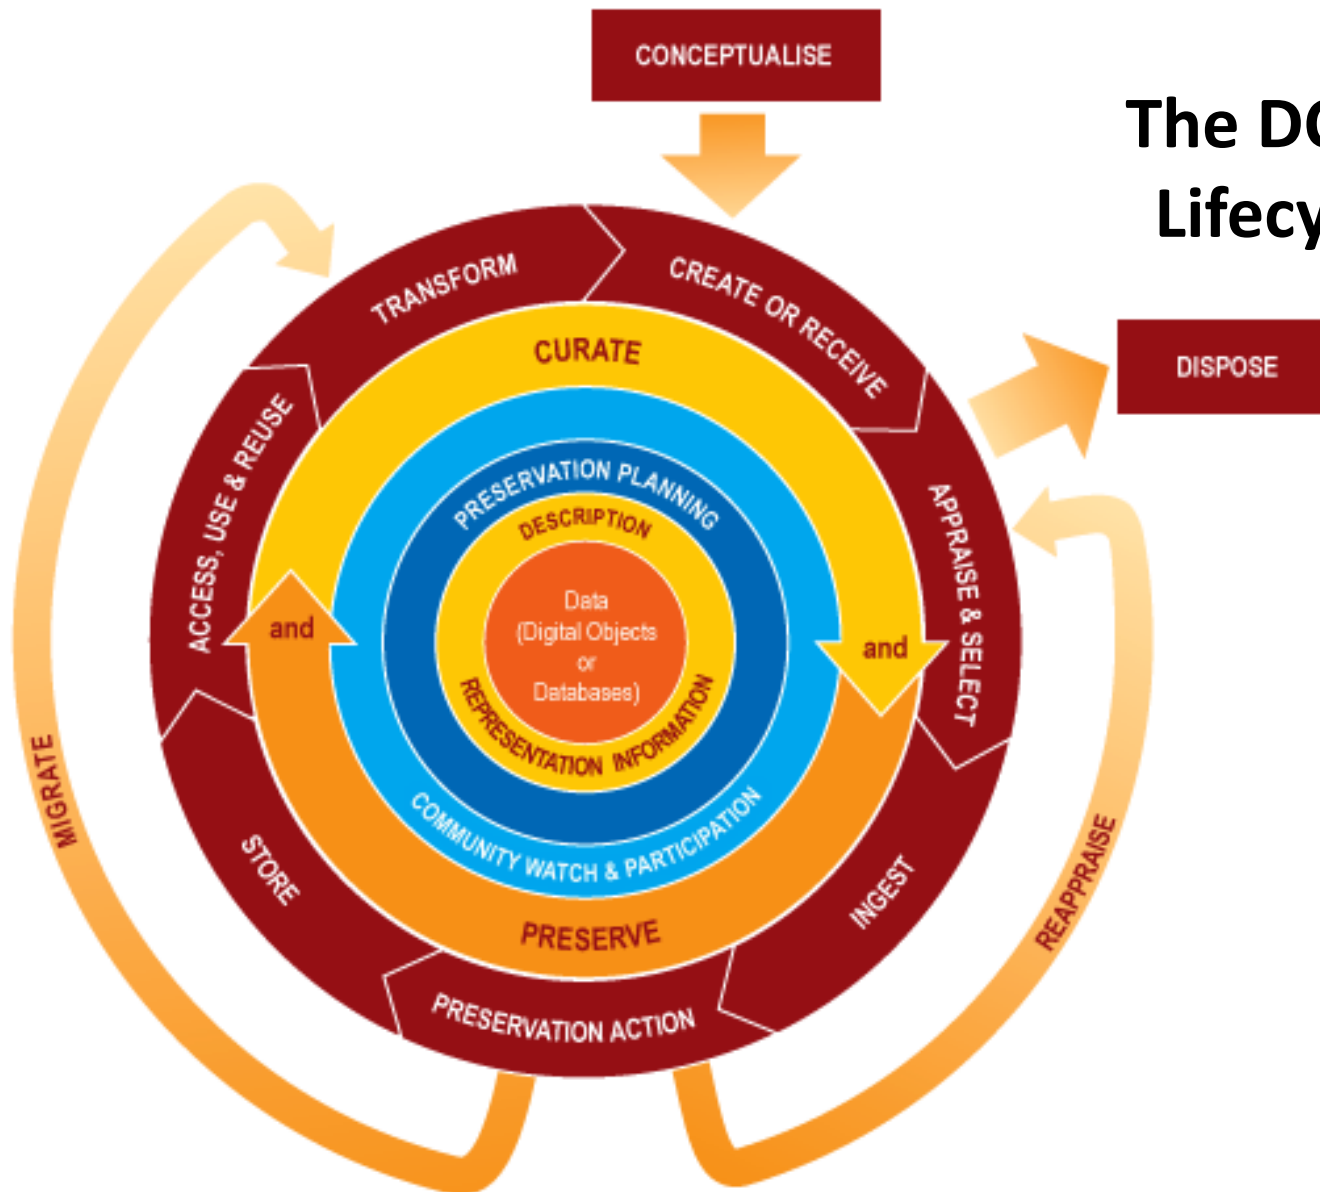 CONCEPTUALISE
The DC
Lifecy
DISPOSE
TRANSFORM
CREATE OR RECEIVE
APPRAISE & SELECT
INGEST
PRESERVATION ACTION
STORE
ACCESS, USE & REUSE
CURATE
and
PRESERVE
and
PRESERVATION PLANNING
COMMUNITY WATCH & PARTICIPATION
DESCRIPTION
REPRESENTATION INFORMATION
Data
(Digital Objects
or
Databases)
MIGRATE
REAPPRAISE